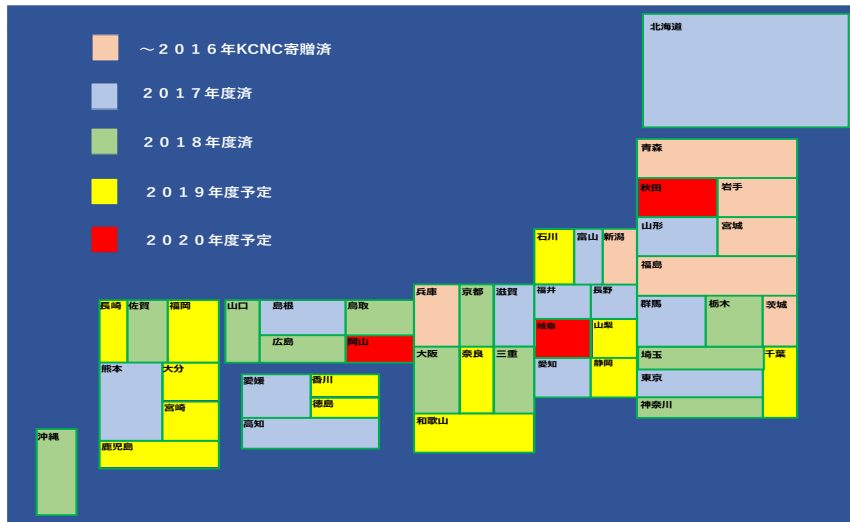 北海道
～２０１６年KCNC寄贈済
２０１７年度済
２０１８年度済
２０１９年度予定
２０２０年度予定
青森
秋田 岩手
山形 宮城
石川 富山 新潟
福島
兵庫 京都 滋賀 福井 長野
群馬 栃木 茨城
長崎 佐賀 福岡 山口 島根 鳥取
岐阜 山梨
広島 岡山
大阪 奈良 三重 埼玉 千葉
熊本 大分 愛知 静岡
愛媛 香川 東京
宮崎 徳島 神奈川
高知 和歌山
沖縄 鹿児島